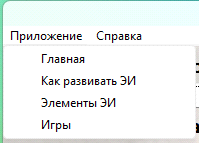 Приложение Справка
Главная
Как развивать ЭИ
Элементы ЭИ
Игры